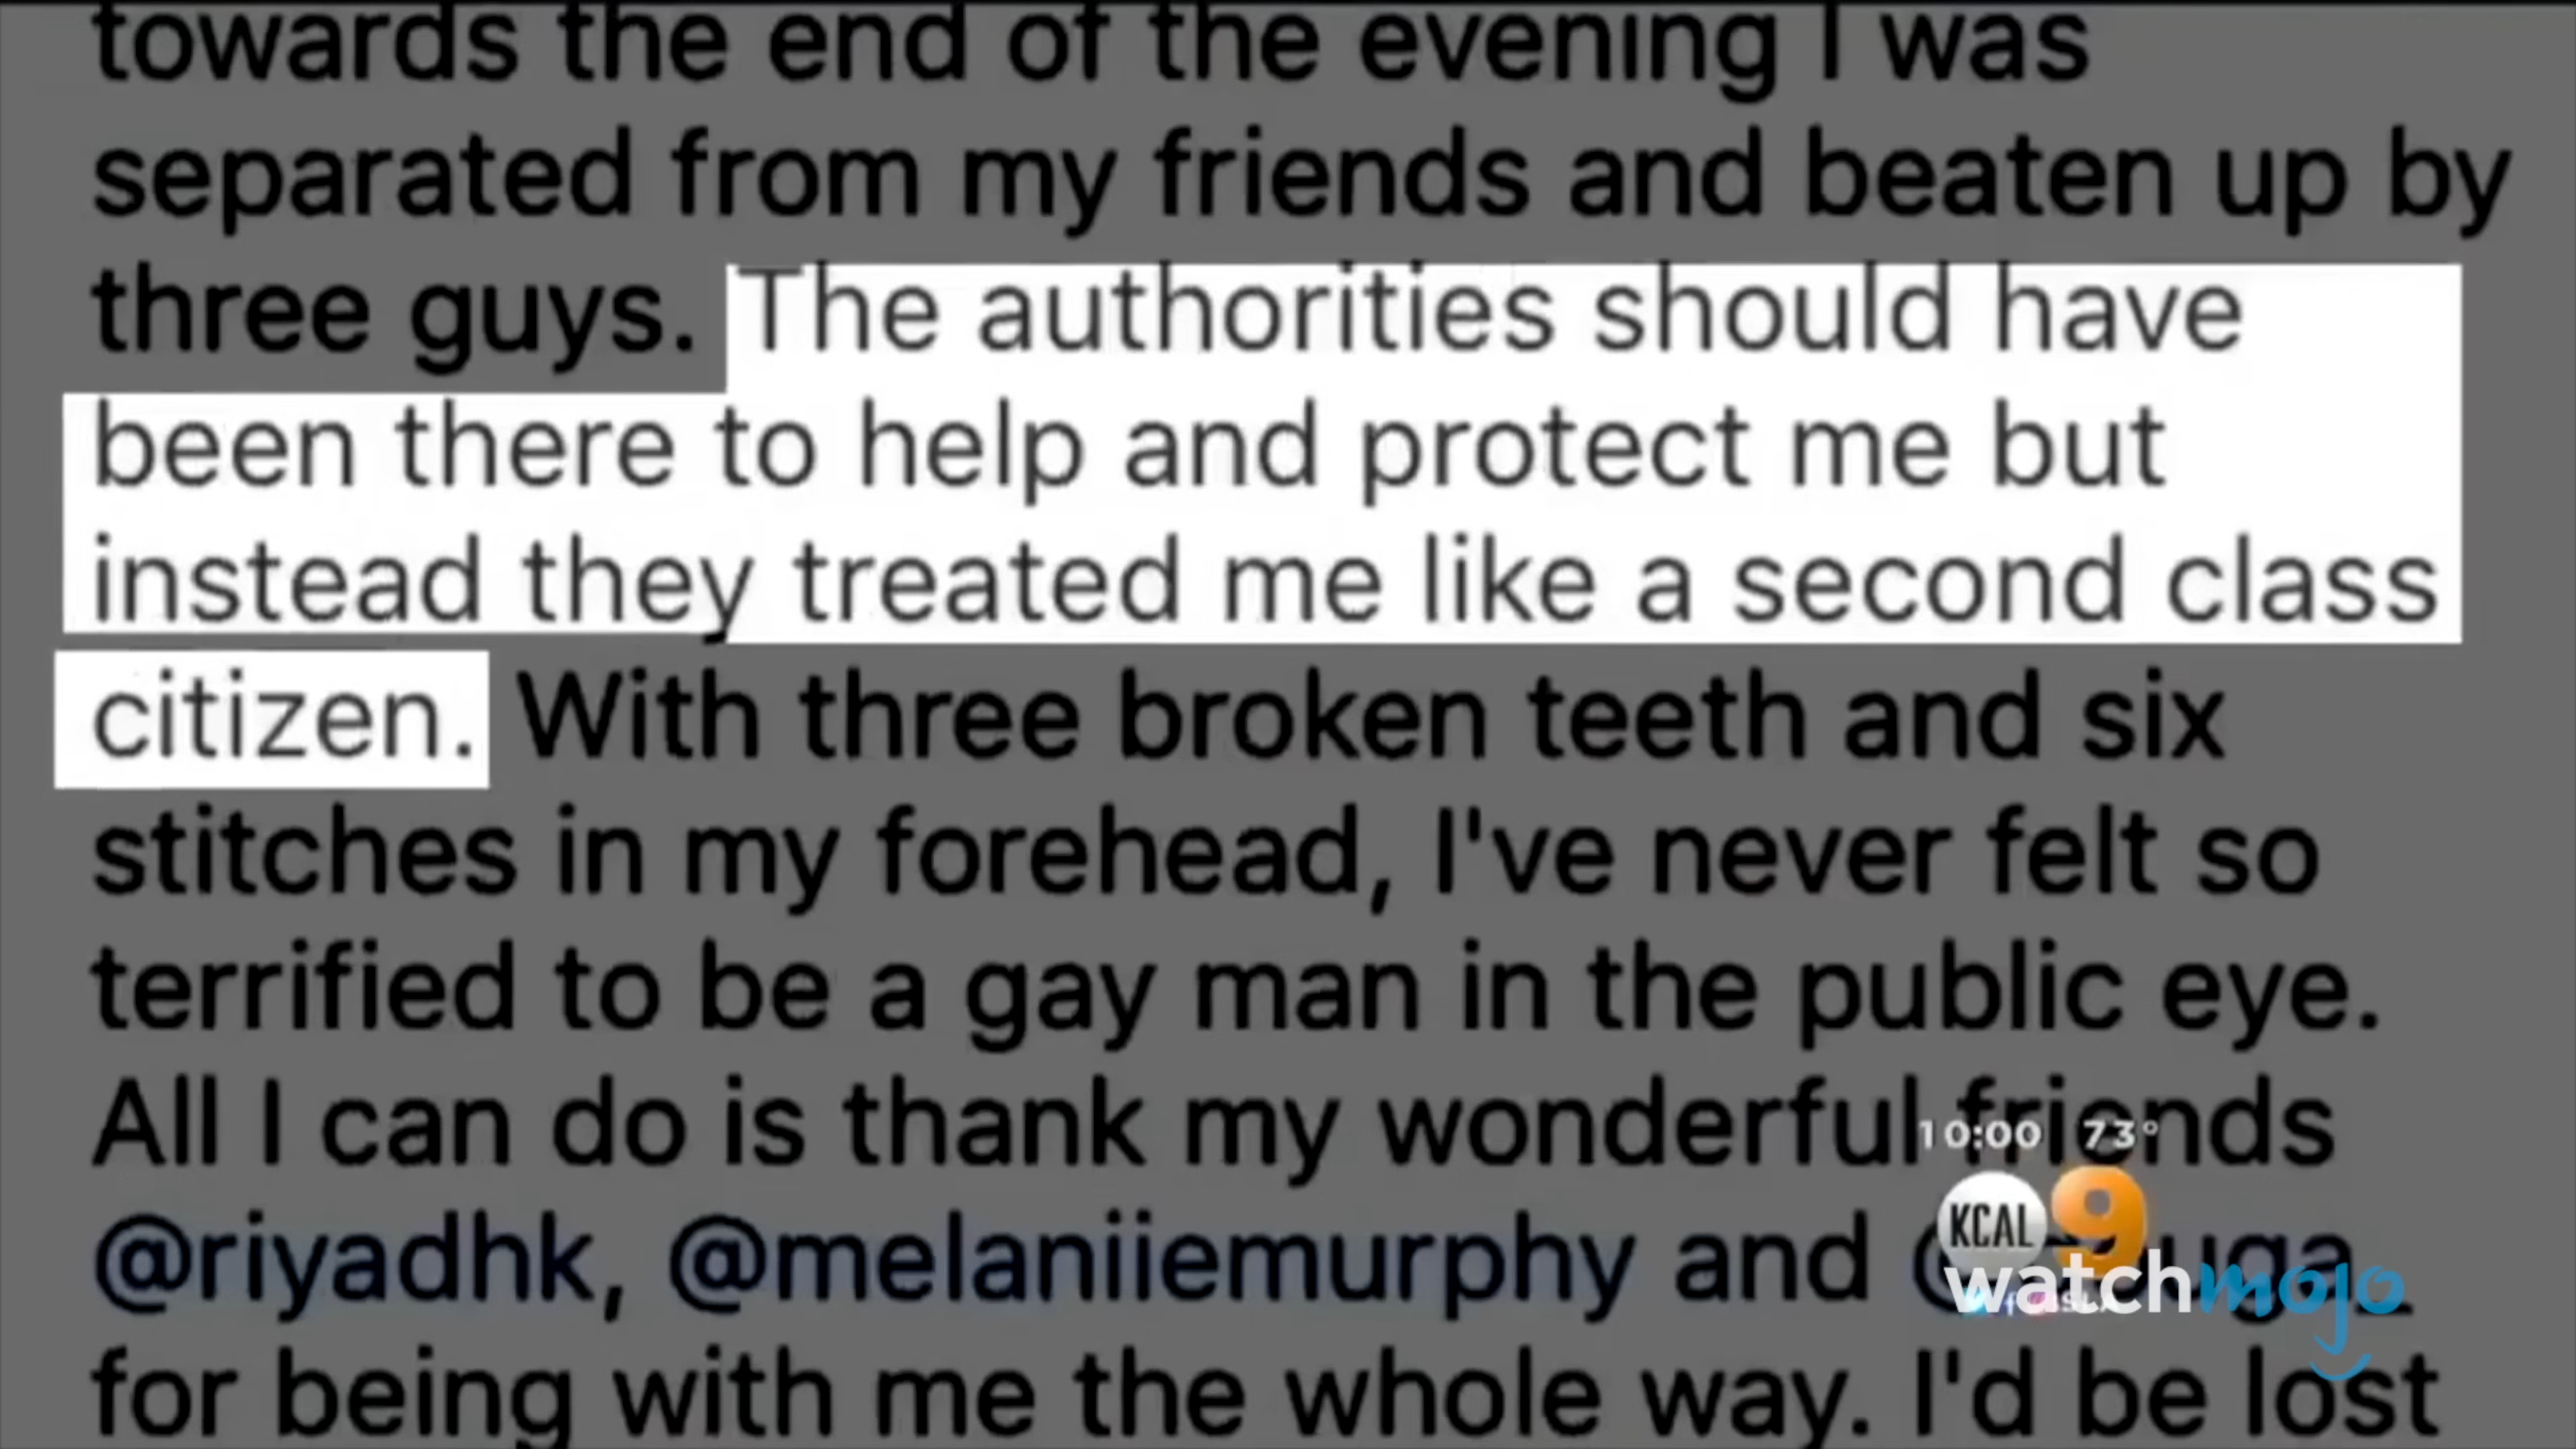 towards the end of the evening I was
separated from my friends and beaten up by
three guys. The authorities should have
been there to help and protect me but
instead they treated me like a second class
citizen. With three broken teeth and six
stitches in my forehead, I've never felt so
terrified to be a gay man in the public eye.
All I can do is thank my wonderful friends
10:00 73°
@riyadhk, @melaniiemurphy and
KCAL 9
watchmojo
for being with me the whole way. I'd be lost